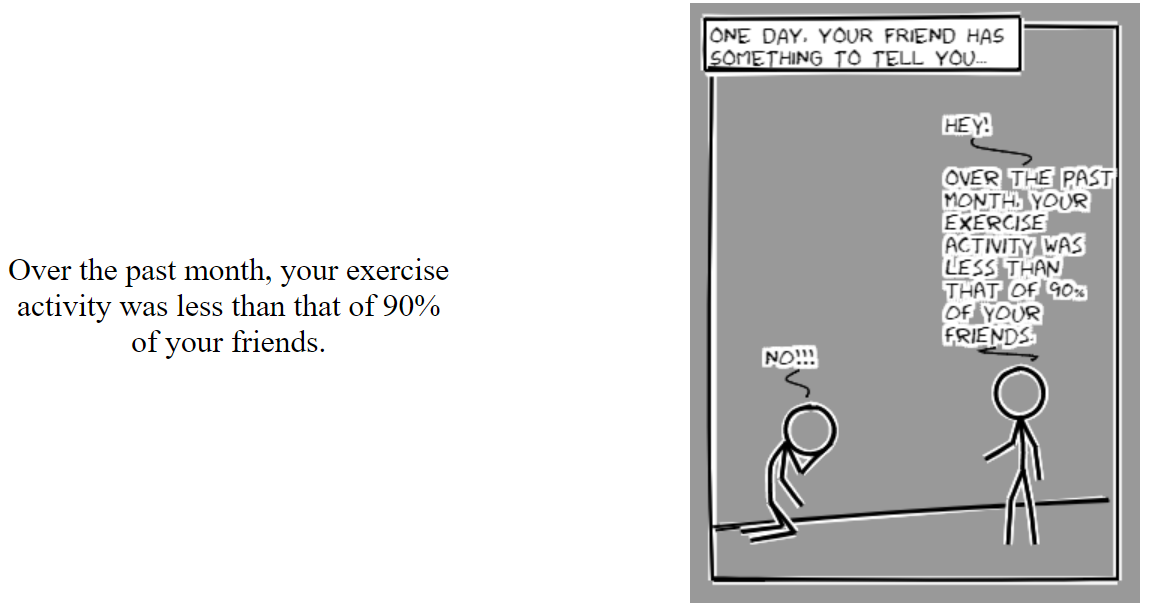 Over the past month, your exercise
activity was less than that of 90%
of your friends.
ONE DAY, YOUR FRIEND HAS
SOMETHING TO TELL YOU...
HEY!
OVER THE PAST
MONTH, YOUR
EXERCISE
ACTIVITY WAS
LESS THAN
THAT OF 90%
OF YOUR
FRIENDS.
NO!!!